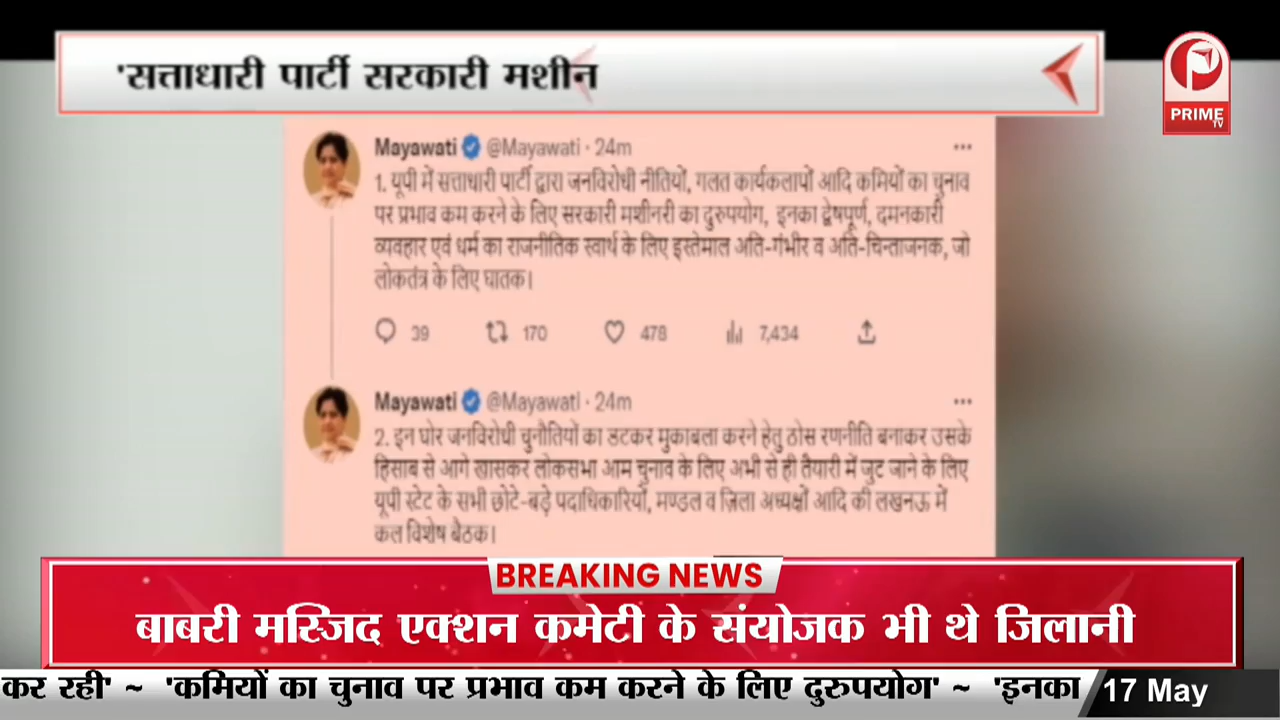 'सत्ताधारी पार्टी सरकारी मशीन
PRIME
TV
Mayawati @Mayawati · 24m
1. यूपी में सत्ताधारी पार्टी द्वारा जनविरोधी नीतियों, गलत कार्यकलापों आदि कमियों का चुनाव
पर प्रभाव कम करने के लिए सरकारी मशीनरी का दुरुपयोग, इनका द्वेषपूर्ण, दमनकारी
व्यवहार एवं धर्म का राजनीतिक स्वार्थ के लिए इस्तेमाल अति-गंभीर व अति-चिन्ताजनक, जो
लोकतंत्र के लिए घातक।
39 170 478 7,434
Mayawati @Mayawati · 24m
2. इन घोर जनविरोधी चुनौतियों का डटकर मुकाबला करने हेतु ठोस रणनीति बनाकर उसके
हिसाब से आगे खासकर लोकसभा आम चुनाव के लिए अभी से ही तैयारी में जुट जाने के लिए
यूपी स्टेट के सभी छोटे-बड़े पदाधिकारियों, मण्डल व ज़िला अध्यक्षों आदि की लखनऊ में
कल विशेष बैठक।
BREAKING NEWS
बाबरी मस्जिद एक्शन कमेटी के संयोजक भी थे जिलानी
कर रही' ~ 'कमियों का चुनाव पर प्रभाव कम करने के लिए दुरुपयोग' ~ 'इनका
17 May